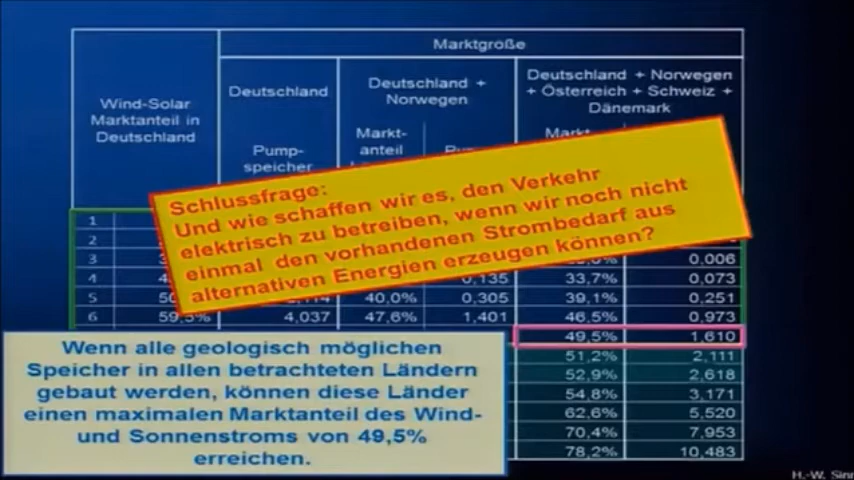 Marktgröße
Wind-Solar
Marktanteil in
Deutschland
Deutschland
Deutschland +
Norwegen
Deutschland + Norwegen
+ Österreich + Schweiz +
Dänemark
Pump-
speicher
Markt-
anteil
Schlussfrage:
Und wie schaffen wir es, den Verkehr
elektrisch zu betreiben, wenn wir noch nicht
einmal den vorhandenen Strombedarf aus
alternativen Energien erzeugen können?
1
2
3 0.006
4 0,135 33,7% 0,073
5 40,0% 0.305 39,1% 0,251
6 59,5% 4,037 47,6% 1,401 46,5% 0,973
49,5% 1,610
51,2% 2,111
52,9% 2,618
54,8% 3,171
62,6% 5,520
70,4% 7,953
78,2% 10,483
Wenn alle geologisch möglichen
Speicher in allen betrachteten Ländern
gebaut werden, können diese Länder
einen maximalen Marktanteil des Wind-
und Sonnenstroms von 49,5%
erreichen.
H.-W. Sinn